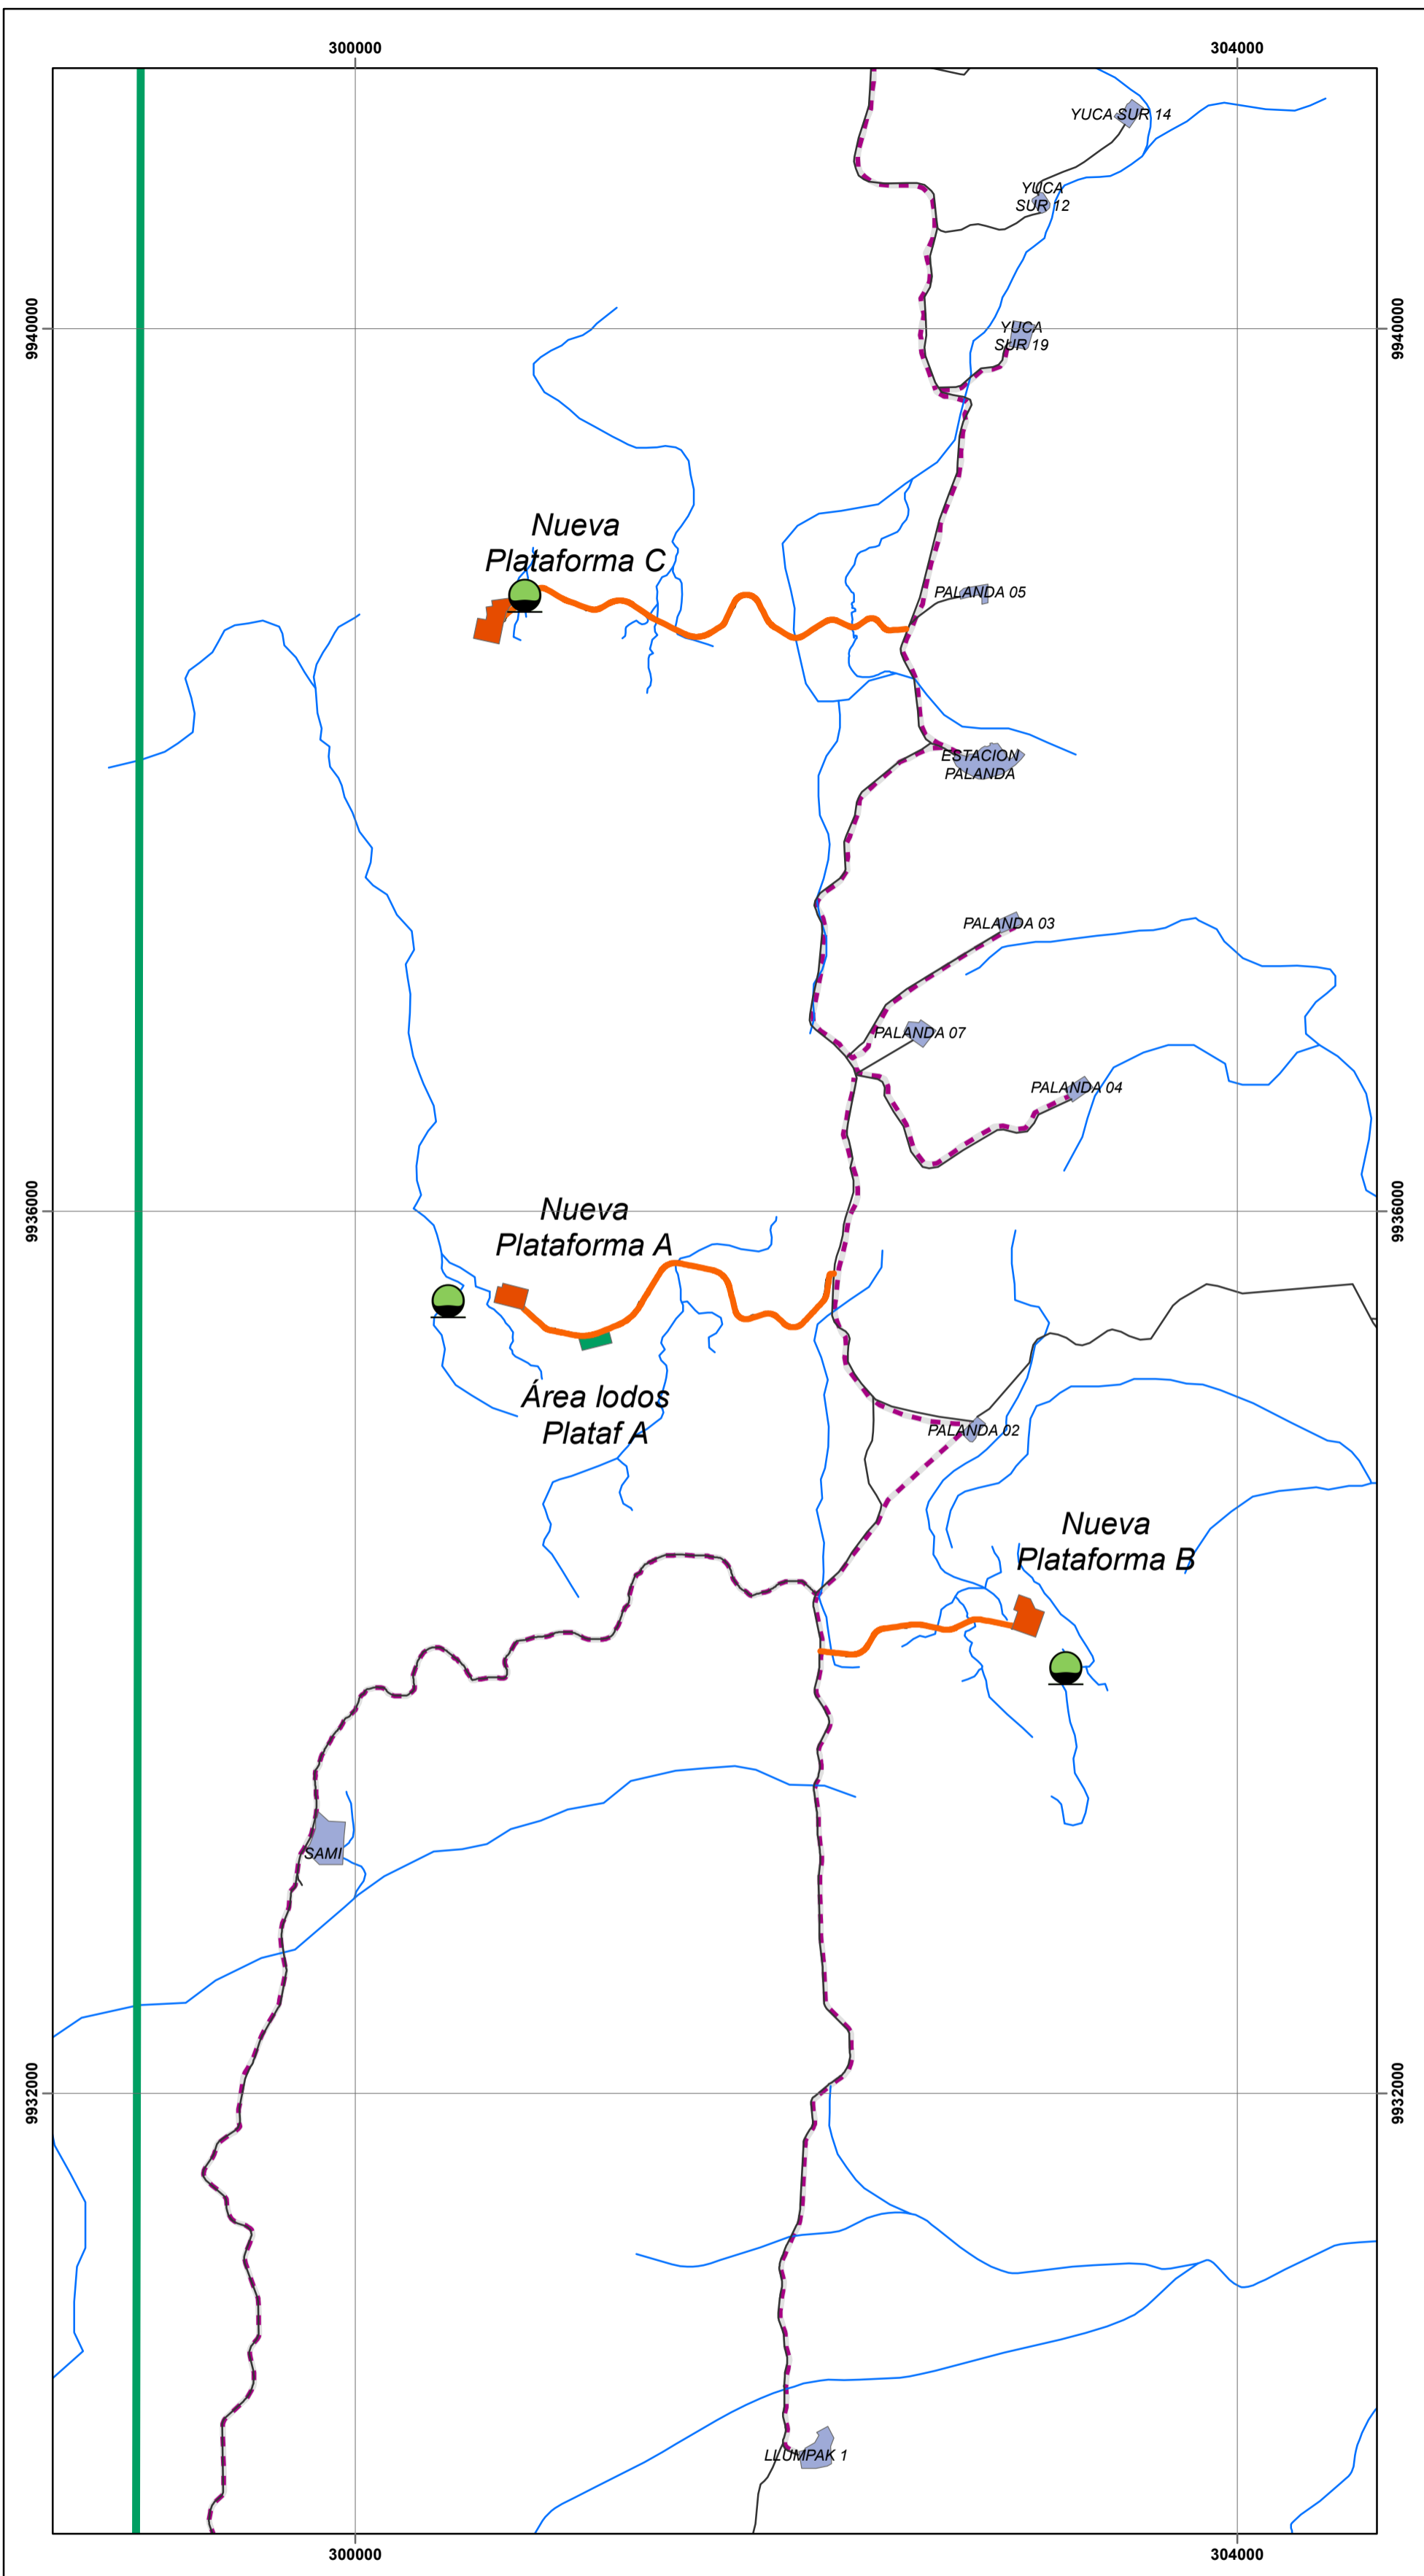 300000
304000
YUCA SUR 14
YUCA
SUR 12
9940000
9940000
YUCA
SUR 19
Nueva
Plataforma C
PALANDA 05
ESTACION
PALANDA
PALANDA 03
PALANDA 07
PALANDA 04
9936000
9936000
Nueva
Plataforma A
Área lodos
Plataf A
PALANDA 02
Nueva
Plataforma B
SAMI
9932000
9932000
LLUMPAK 1
300000
304000